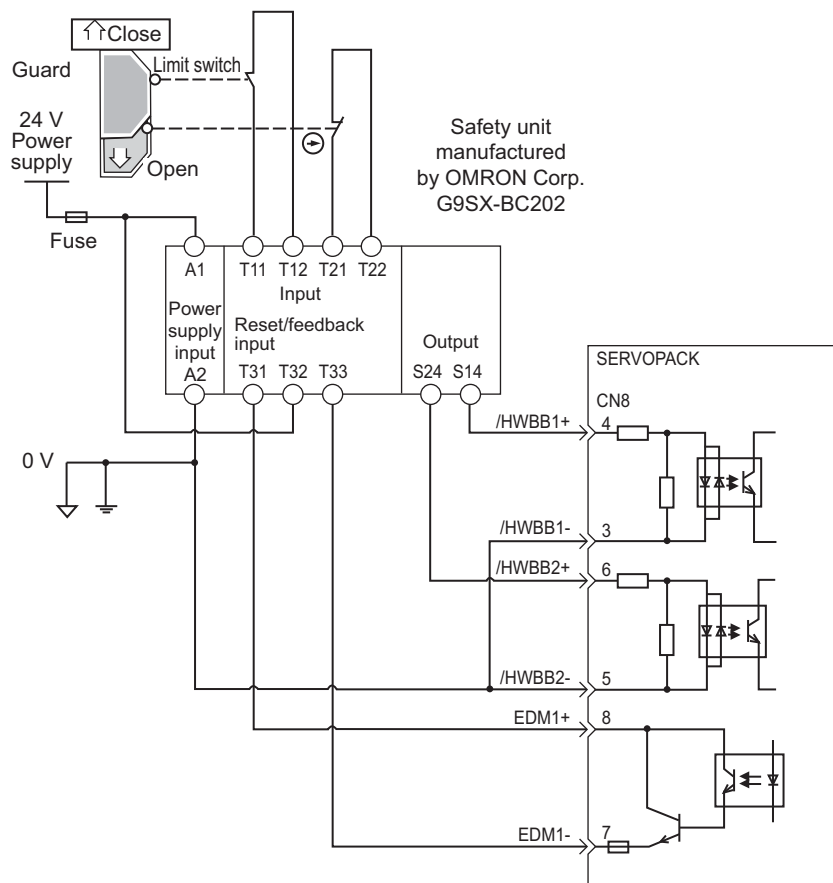 Close
Guard
Limit switch
24 V
Power
supply
Open
Fuse
Safety unit
manufactured
by OMRON Corp.
G9SX-BC202
A1
T11
T12
T21
T22
Power
supply
input
A2
Input
Reset/feedback
input
T31
T32
T33
Output
S24
S14
0 V
SERVOPACK
CN8
/HWBB1+
4
/HWBB1-
3
/HWBB2+
6
/HWBB2-
5
EDM1+
8
EDM1-
7